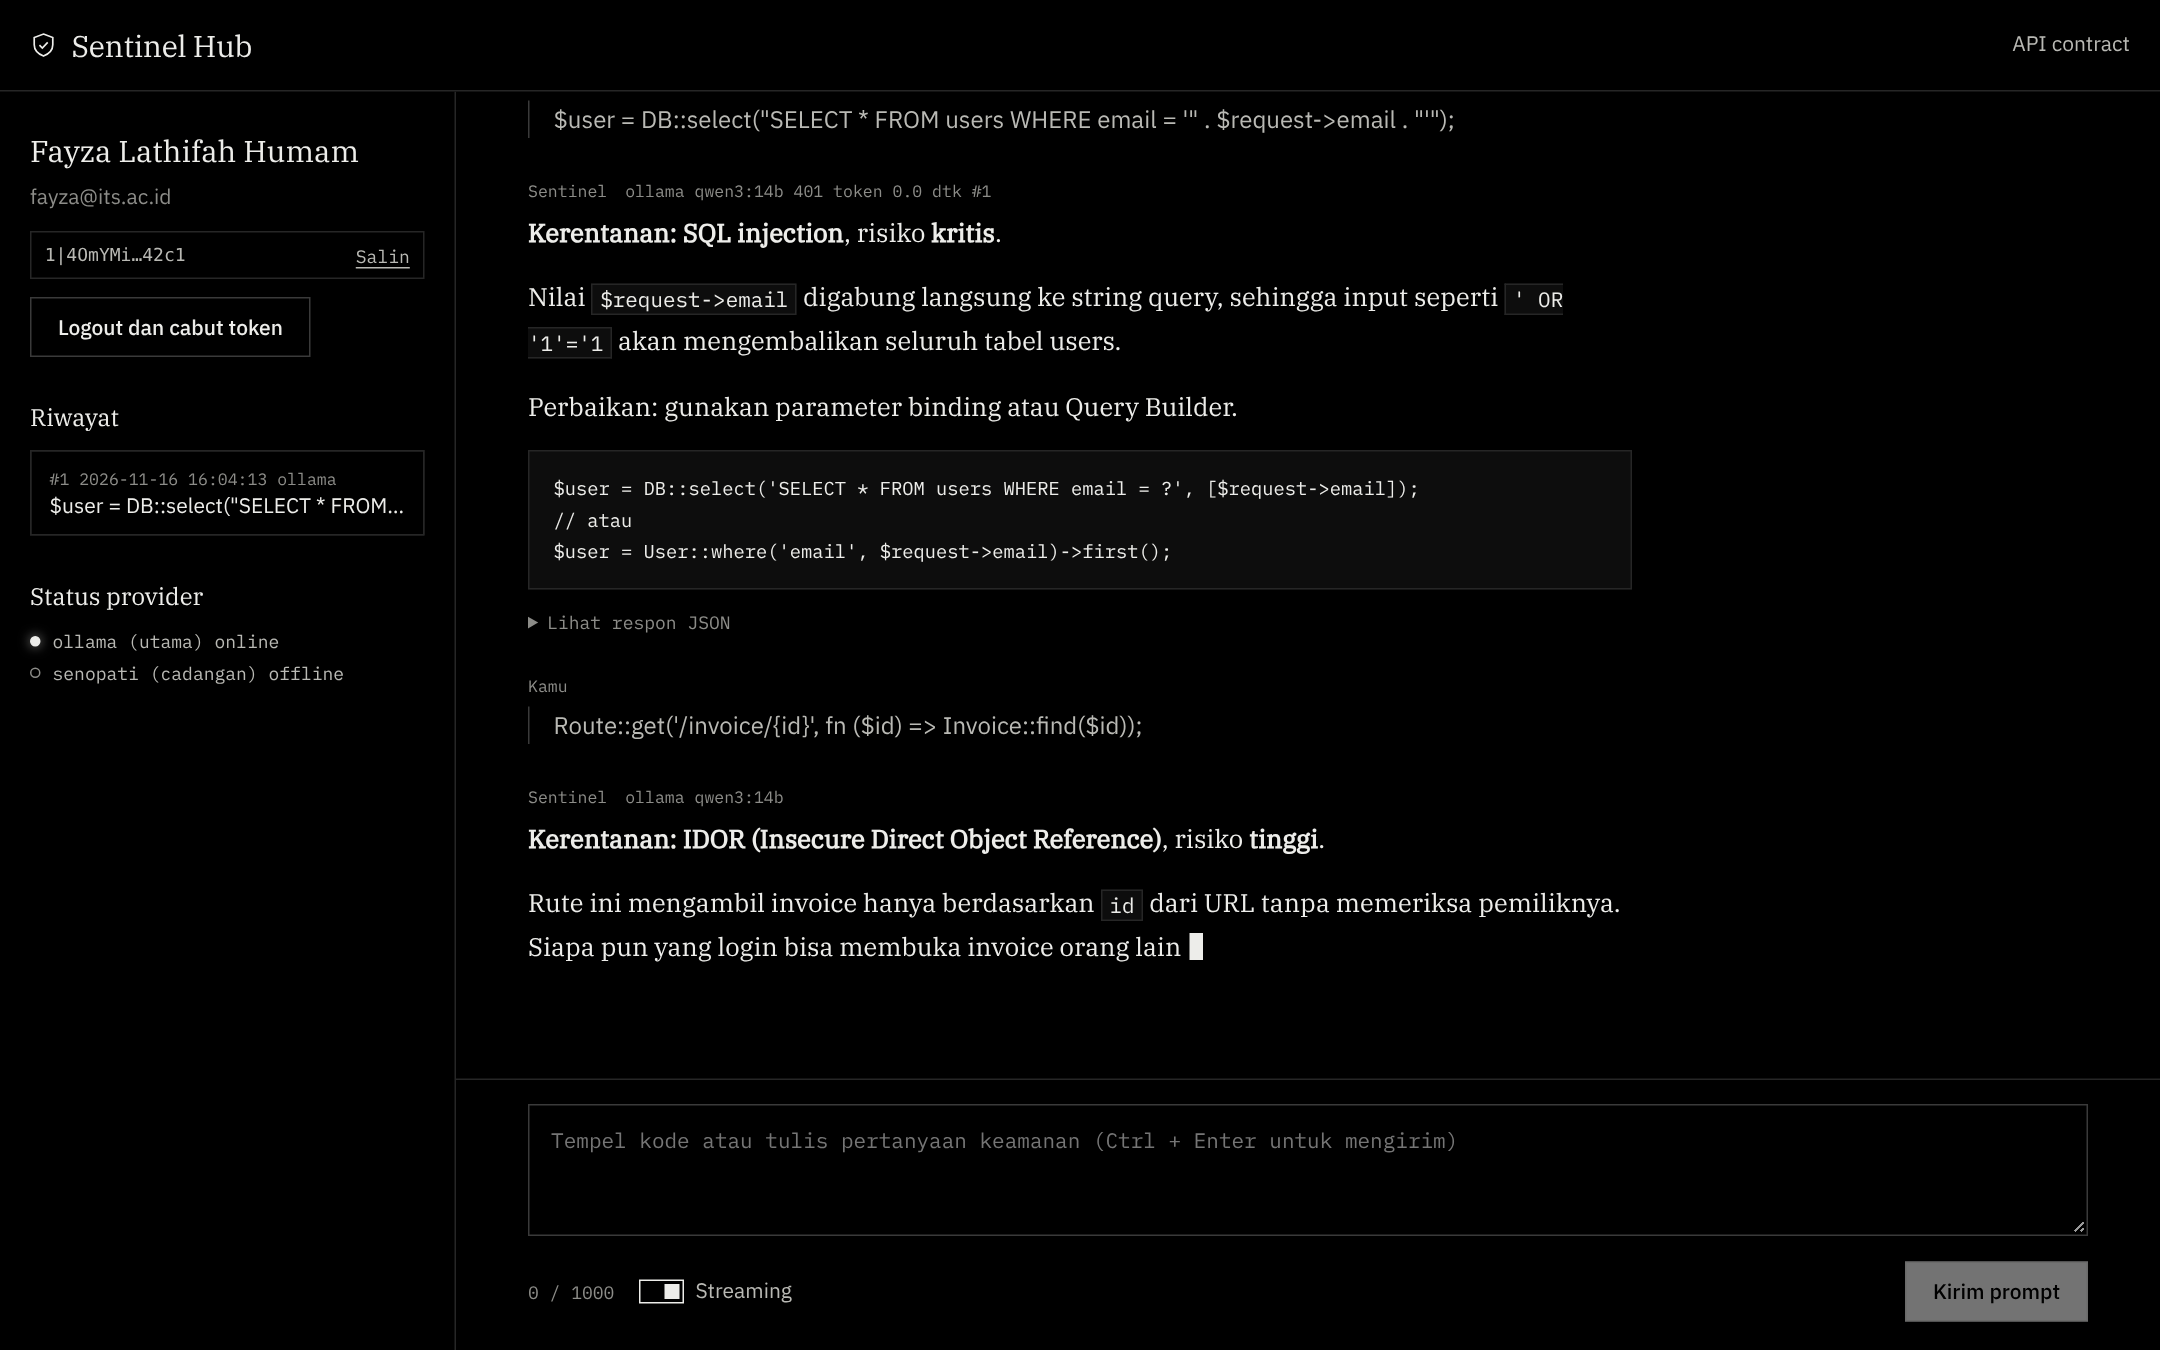 Sentinel Hub
API contract
Fayza Lathifah Humam
fayza@its.ac.id
1|4OmYMi…42c1
Salin
Logout dan cabut token
Riwayat
#1 2026-11-16 16:04:13 ollama
$user = DB::select("SELECT * FROM...
Status provider
ollama (utama) online
senopati (cadangan) offline
$user = DB::select("SELECT * FROM users WHERE email = '" . $request->email . "'");
Sentinel ollama qwen3:14b 401 token 0.0 dtk #1
Kerentanan: SQL injection, risiko kritis.
Nilai $request->email digabung langsung ke string query, sehingga input seperti ' OR
'1'='1 akan mengembalikan seluruh tabel users.
Perbaikan: gunakan parameter binding atau Query Builder.
$user = DB::select('SELECT * FROM users WHERE email = ?', [$request->email]);
// atau
$user = User::where('email', $request->email)->first();
Lihat respon JSON
Kamu
Route::get('/invoice/{id}', fn ($id) => Invoice::find($id));
Sentinel ollama qwen3:14b
Kerentanan: IDOR (Insecure Direct Object Reference), risiko tinggi.
Rute ini mengambil invoice hanya berdasarkan id dari URL tanpa memeriksa pemiliknya.
Siapa pun yang login bisa membuka invoice orang lain
Tempel kode atau tulis pertanyaan keamanan (Ctrl + Enter untuk mengirim)
0 / 1000
Streaming
Kirim prompt